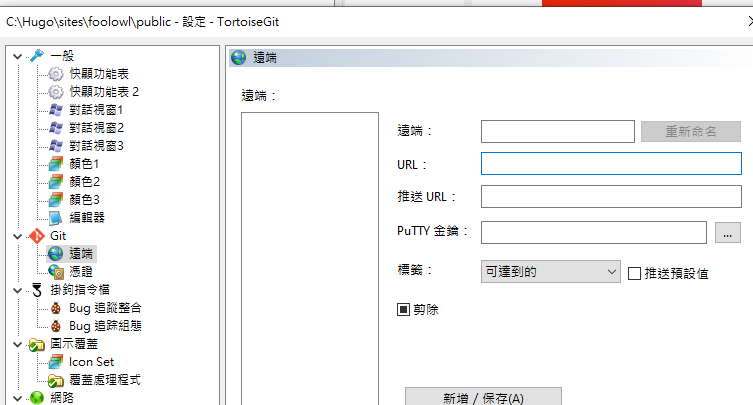 C:\Hugo\sites\foolowl\public - 設定 - TortoiseGit
一般
快顯功能表
快顯功能表 2
對話視窗1
對話視窗2
對話視窗3
顏色1
顏色2
顏色3
編輯器
Git
遠端
憑證
掛鉤指令檔
Bug 追蹤整合
Bug 追踪組態
圖示覆蓋
Icon Set
覆蓋處理程式
網路
遠端
遠端：
遠端：
重新命名
URL：
推送 URL：
PuTTY 金鑰：
...
標籤：
可達到的
推送預設值
剪除
新增 / 保存(A)